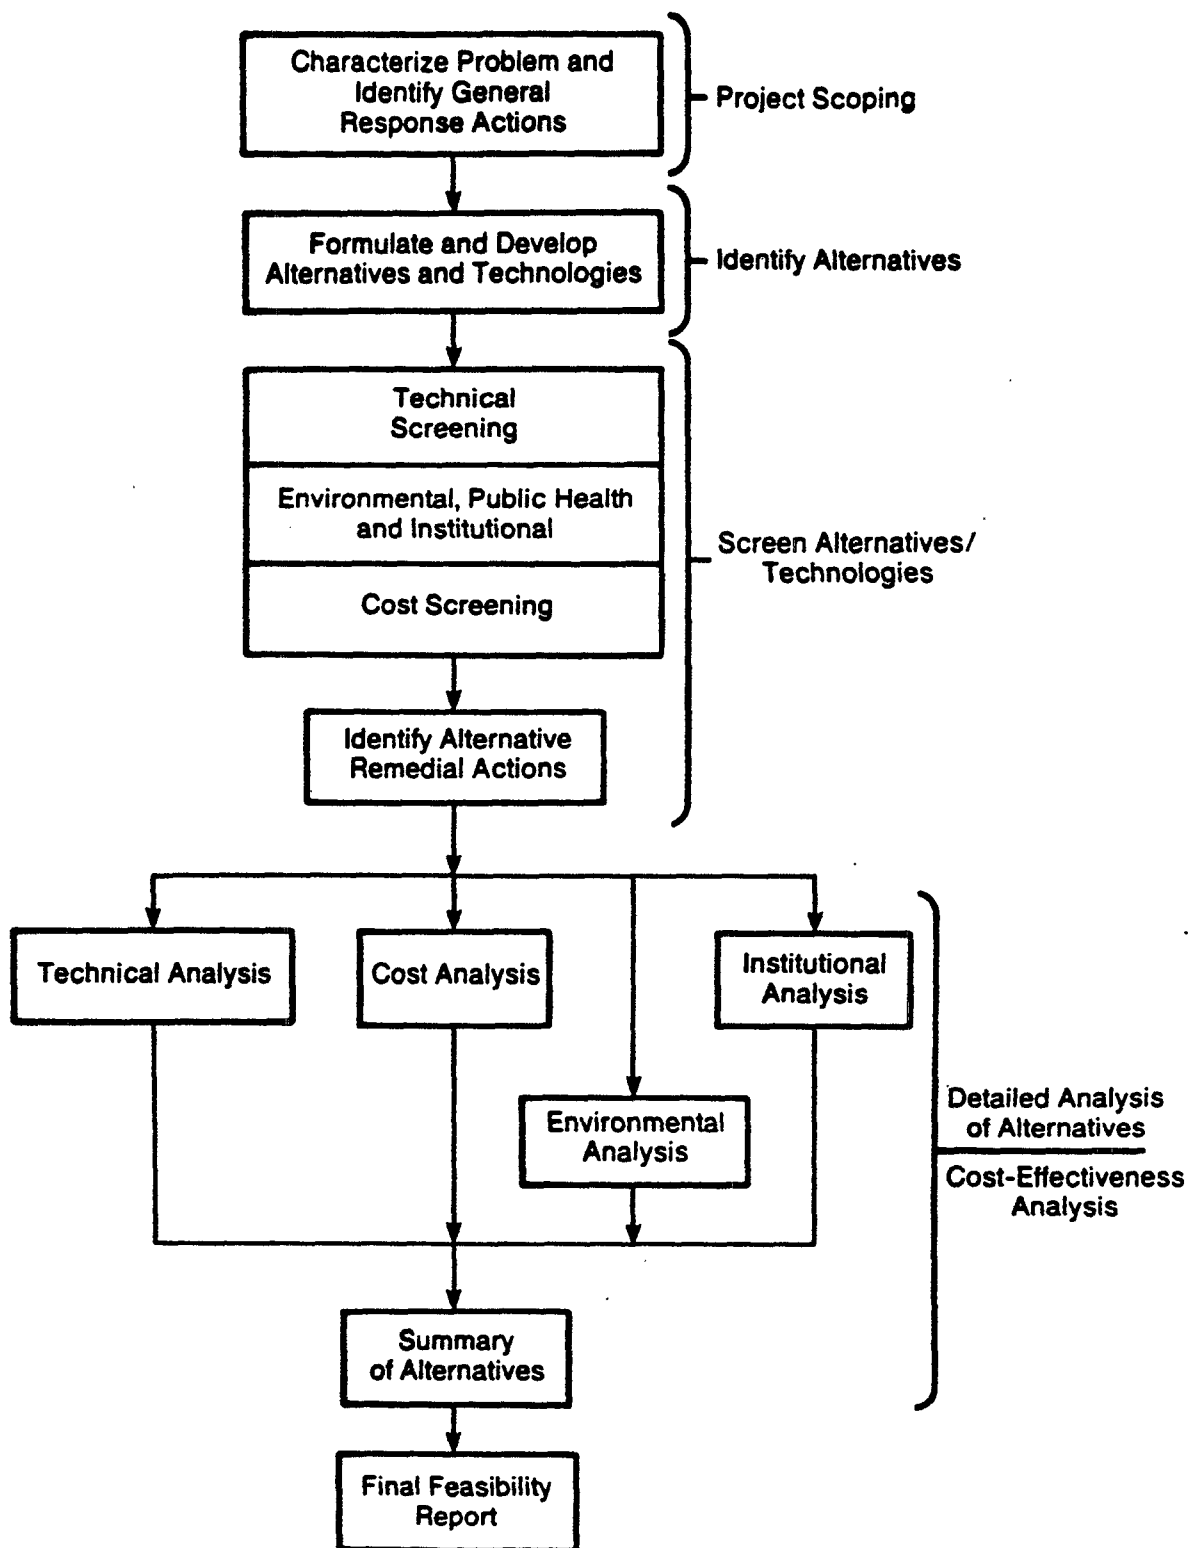 Characterize Problem and
Identify General
Response Actions
Project Scoping
Formulate and Develop
Alternatives and Technologies
Identify Alternatives
Technical
Screening
Environmental, Public Health
and Institutional
Cost Screening
Screen Alternatives/
Technologies
Identify Alternative
Remedial Actions
Technical Analysis
Cost Analysis
Institutional
Analysis
Environmental
Analysis
Detailed Analysis
of Alternatives
Cost-Effectiveness
Analysis
Summary
of Alternatives
Final Feasibility
Report